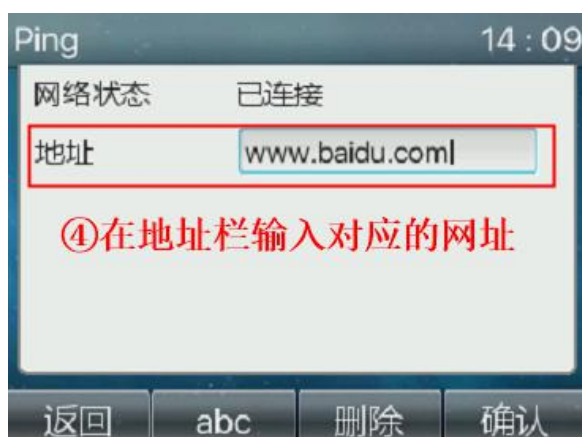 Ping 14 : 09
网络状态 已连接
地址 www.baidu.com
④在地址栏输入对应的网址
返回 abc 删除 确认